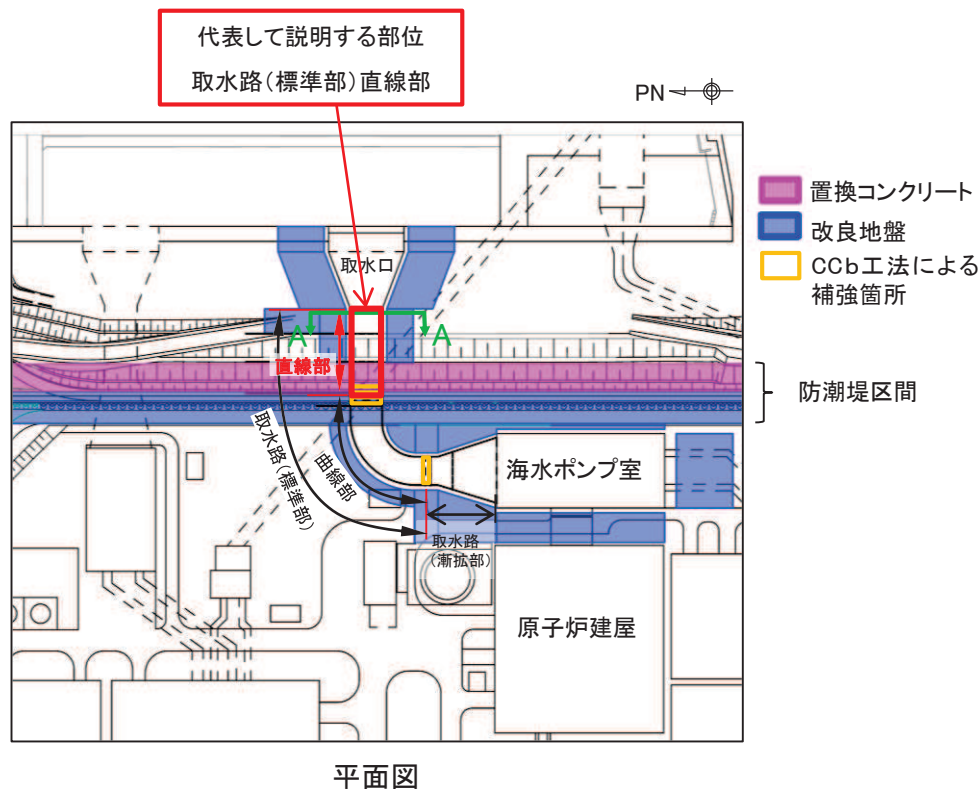 代表して説明する部位
取水路(標準部)直線部
PN
置換コンクリート
改良地盤
CCb工法による
補強箇所
取水口
A
A
直線部
防潮堤区間
取水路(標準部)
曲線部
海水ポンプ室
取水路
(漸拡部)
原子炉建屋
平面図